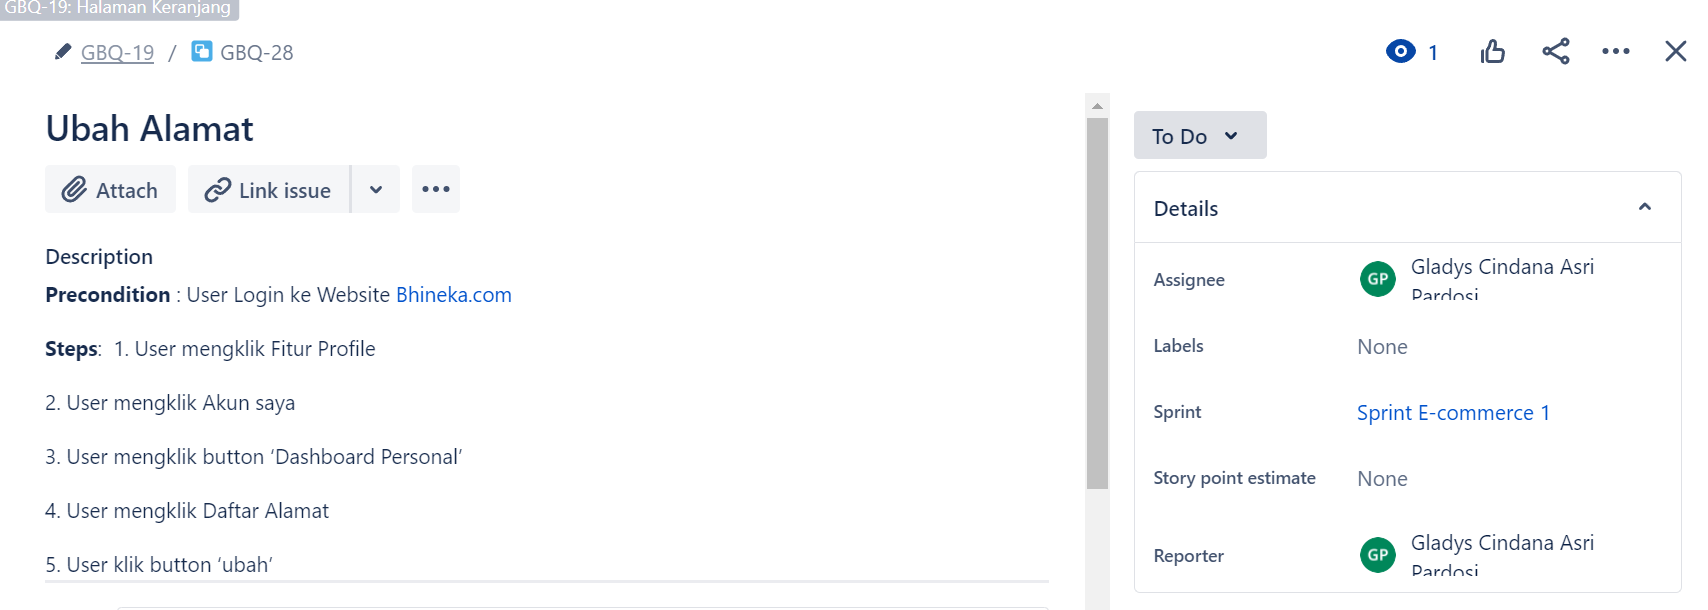 GBQ-19: Halaman Keranjang
GBQ-19 / GBQ-28
1
Ubah Alamat
Attach
Link issue
Description
Precondition : User Login ke Website Bhineka.com
Steps: 1. User mengklik Fitur Profile
2. User mengklik Akun saya
3. User mengklik button ‘Dashboard Personal’
4. User mengklik Daftar Alamat
5. User klik button ‘ubah’
To Do
Details
Assignee
GP
Gladys Cindana Asri
Pardosi
Labels
None
Sprint
Sprint E-commerce 1
Story point estimate
None
Reporter
GP
Gladys Cindana Asri
Pardosi